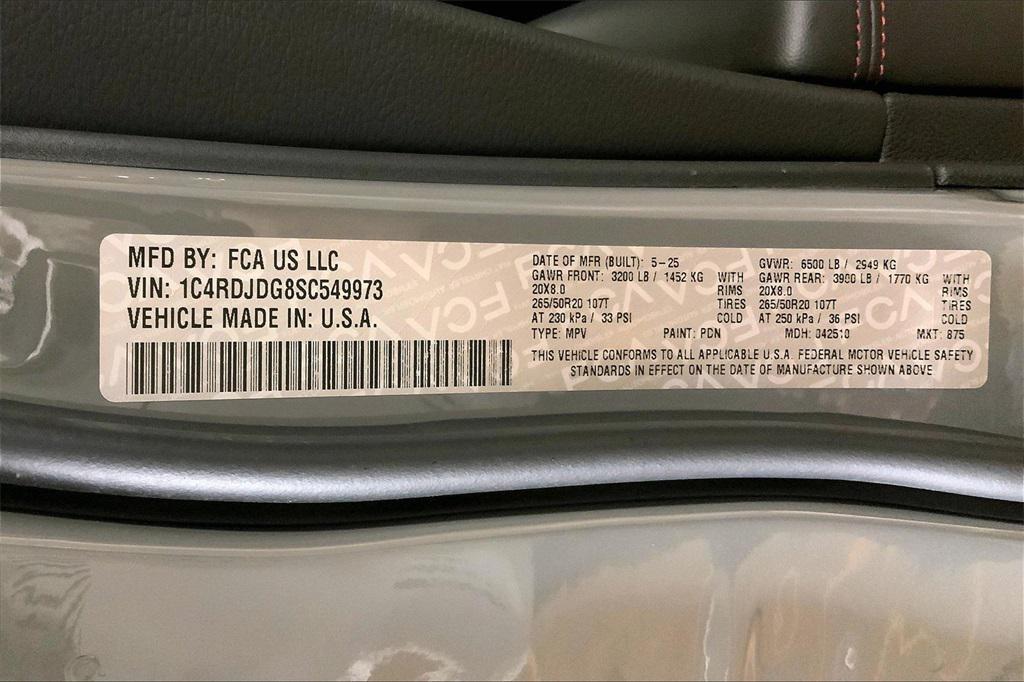 MFD BY: FCA US LLC
VIN: 1C4RDJDG8SC549973
VEHICLE MADE IN: U.S.A.
DATE OF MFR (BUILT): 5-25 GVWR: 6500 LB / 2949 KG
GAWR FRONT: 3200 LB / 1452 KG WITH GAWR REAR: 3900 LB / 1770 KG WITH
20X8.0 RIMS 20X8.0 RIMS
265/50R20 107T TIRES 265/50R20 107T TIRES
AT 230 kPa / 33 PSI COLD AT 250 kPa / 36 PSI COLD
TYPE: MPV PAINT: PDN MDH: 042510 MKT: 875
THIS VEHICLE CONFORMS TO ALL APPLICABLE U.S.A. FEDERAL MOTOR VEHICLE SAFETY
STANDARDS IN EFFECT ON THE DATE OF MANUFACTURE SHOWN ABOVE